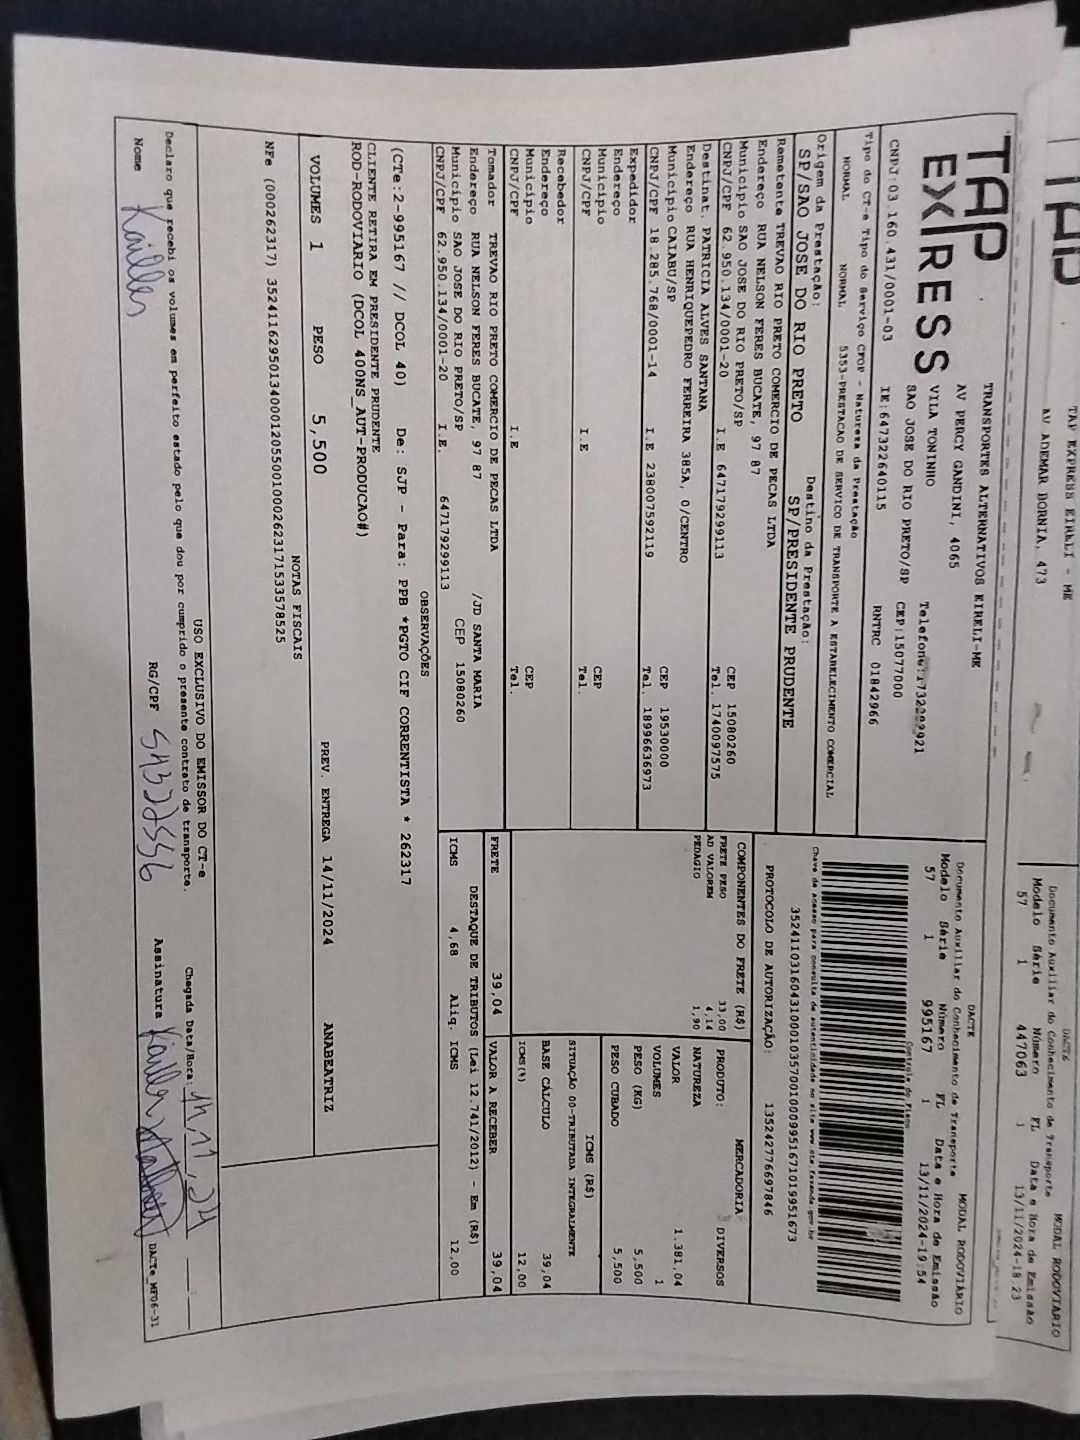 TAP EXPRESS EIRELI - ME
AV ADEMAR BORNIA, 473
Documento Auxiliar do Conhecimento de Transporte
MODAL RODOVIARIO
Modelo Série Número FL Data e Hora de Emissão
57 1 447063 1 13/11/2024-18:23
TAP EXPRESS
TRANSPORTES ALTERNATIVOS EIRELI-ME
AV PERCY GANDINI, 4065
VILA TONINHO
SAO JOSE DO RIO PRETO/SP CEP:15077000
CNPJ:03.160.431/0001-03 IE:647322640115 RNTRC 01842966
DACTE
Documento Auxiliar do Conhecimento de Transporte MODAL RODOVIÁRIO
Modelo Série Número FL Data e Hora de Emissão
57 1 995167 1 13/11/2024-19:54
Controle do Fisco
Tipo do CT-e Tipo do Serviço CFOP - Natureza da Prestação
NORMAL NORMAL 5353-PRESTACAO DE SERVICO DE TRANSPORTE A ESTABELECIMENTO COMERCIAL
Chave de acesso para consulta de autenticidade no site www.cte.fazenda.gov.br
Origem da Prestação: Destino da Prestação:
SP/SAO JOSE DO RIO PRETO SP/PRESIDENTE PRUDENTE
PROTOCOLO DE AUTORIZAÇÃO: 135242776697846
Remetente TREVAO RIO PRETO COMERCIO DE PECAS LTDA
Endereço RUA NELSON FERES BUCATE, 97 87
Município SAO JOSE DO RIO PRETO/SP CEP 15080260
CNPJ/CPF 62.950.134/0001-20 I.E 647179299113 Tel. 1740097575
Destinat. PATRICIA ALVES SANTANA
Endereço RUA HENRIQUEPEDRO FERREIRA 385A, 0/CENTRO
Município CAIABU/SP CEP 19530000
CNPJ/CPF 18.285.768/0001-14 I.E 238007592119 Tel. 18996636973
Expedidor
Endereço
Município CEP
CNPJ/CPF I.E Tel.
Recebedor
Endereço
Município CEP
CNPJ/CPF I.E Tel.
Tomador TREVAO RIO PRETO COMERCIO DE PECAS LTDA
Endereço RUA NELSON FERES BUCATE, 97 87 /JD SANTA MARIA
Município SAO JOSE DO RIO PRETO/SP CEP 15080260
CNPJ/CPF 62.950.134/0001-20 I.E. 647179299113
COMPONENTES DO FRETE (R$)
FRETE PESO 33,00
AD VALOREM 4,14
PEDAGIO 1,90
FRETE 39,04
MERCADORIA
PRODUTO: DIVERSOS
NATUREZA
VALOR 1.381,04
VOLUMES 1
PESO (KG) 5,500
PESO CUBADO 5,500
ICMS (R$)
SITUAÇÃO 00-TRIBUTADA INTEGRALMENTE
BASE CÁLCULO 39,04
ICMS(%) 12,00
VALOR A RECEBER 39,04
DESTAQUE DE TRIBUTOS (Lei 12.741/2012) - Em (R$)
ICMS 4,68 Aliq. ICMS 12,00
OBSERVAÇÕES
(CTe:2-995167 // DCOL 40) De: SJP - Para: PPB *PGTO CIF CORRENTISTA * 262317
CLIENTE RETIRA EM PRESIDENTE PRUDENTE
ROD-RODOVIARIO (DCOL 400NS_AUT-PRODUCAO#)
VOLUMES 1 PESO 5,500 PREV. ENTREGA 14/11/2024 ANABEATRIZ
NOTAS FISCAIS
USO EXCLUSIVO DO EMISSOR DO CT-e
Declaro que recebi os volumes em perfeito estado pelo que dou por cumprido o presente contrato de transporte.
Chegada Data/Hora:
Nome RG/CPF Assinatura
DACTe_MF06-31